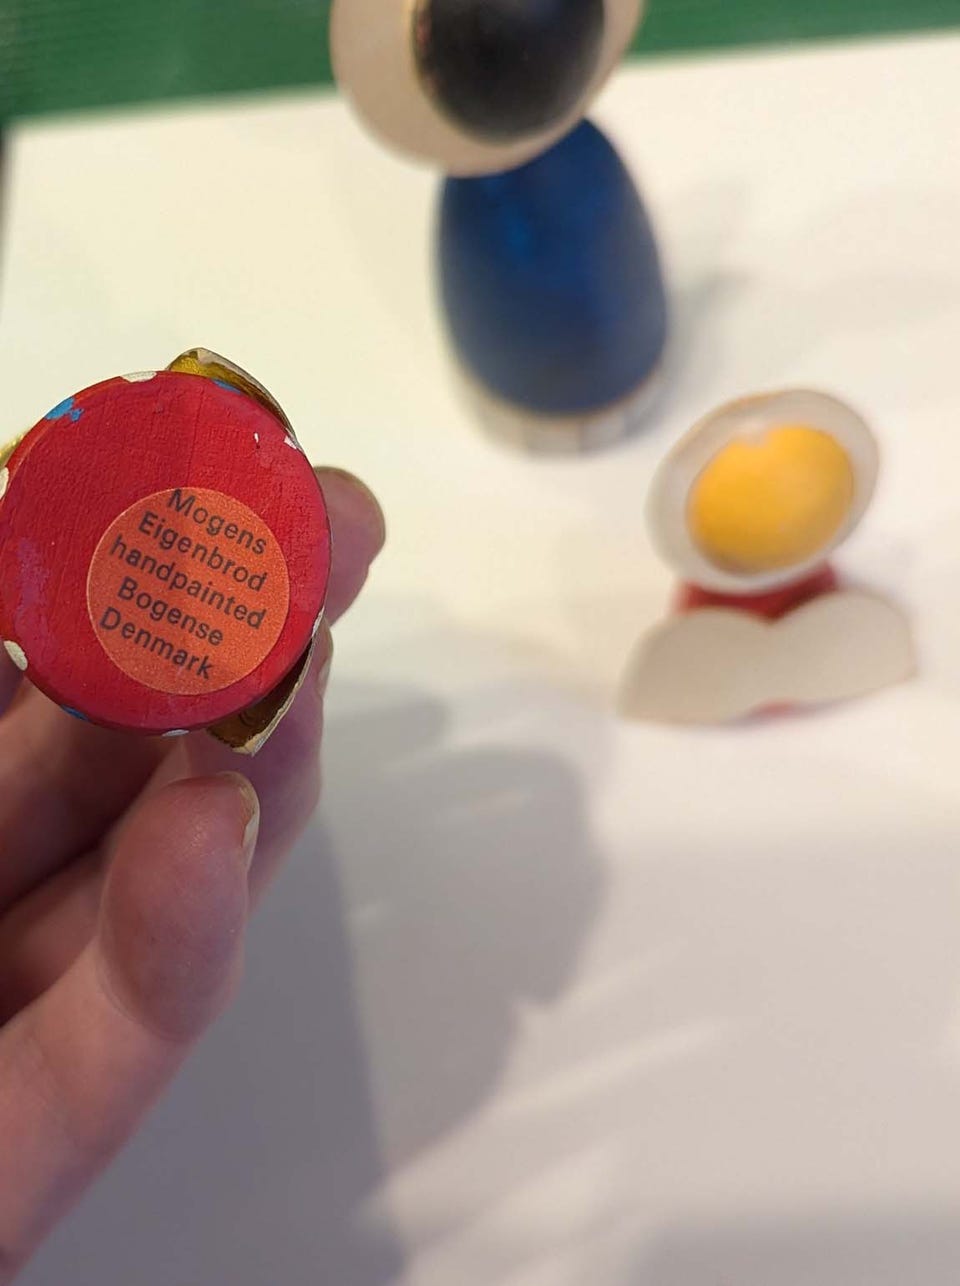 Mogens
Eigenbrod
handpainted
Bogense
Denmark